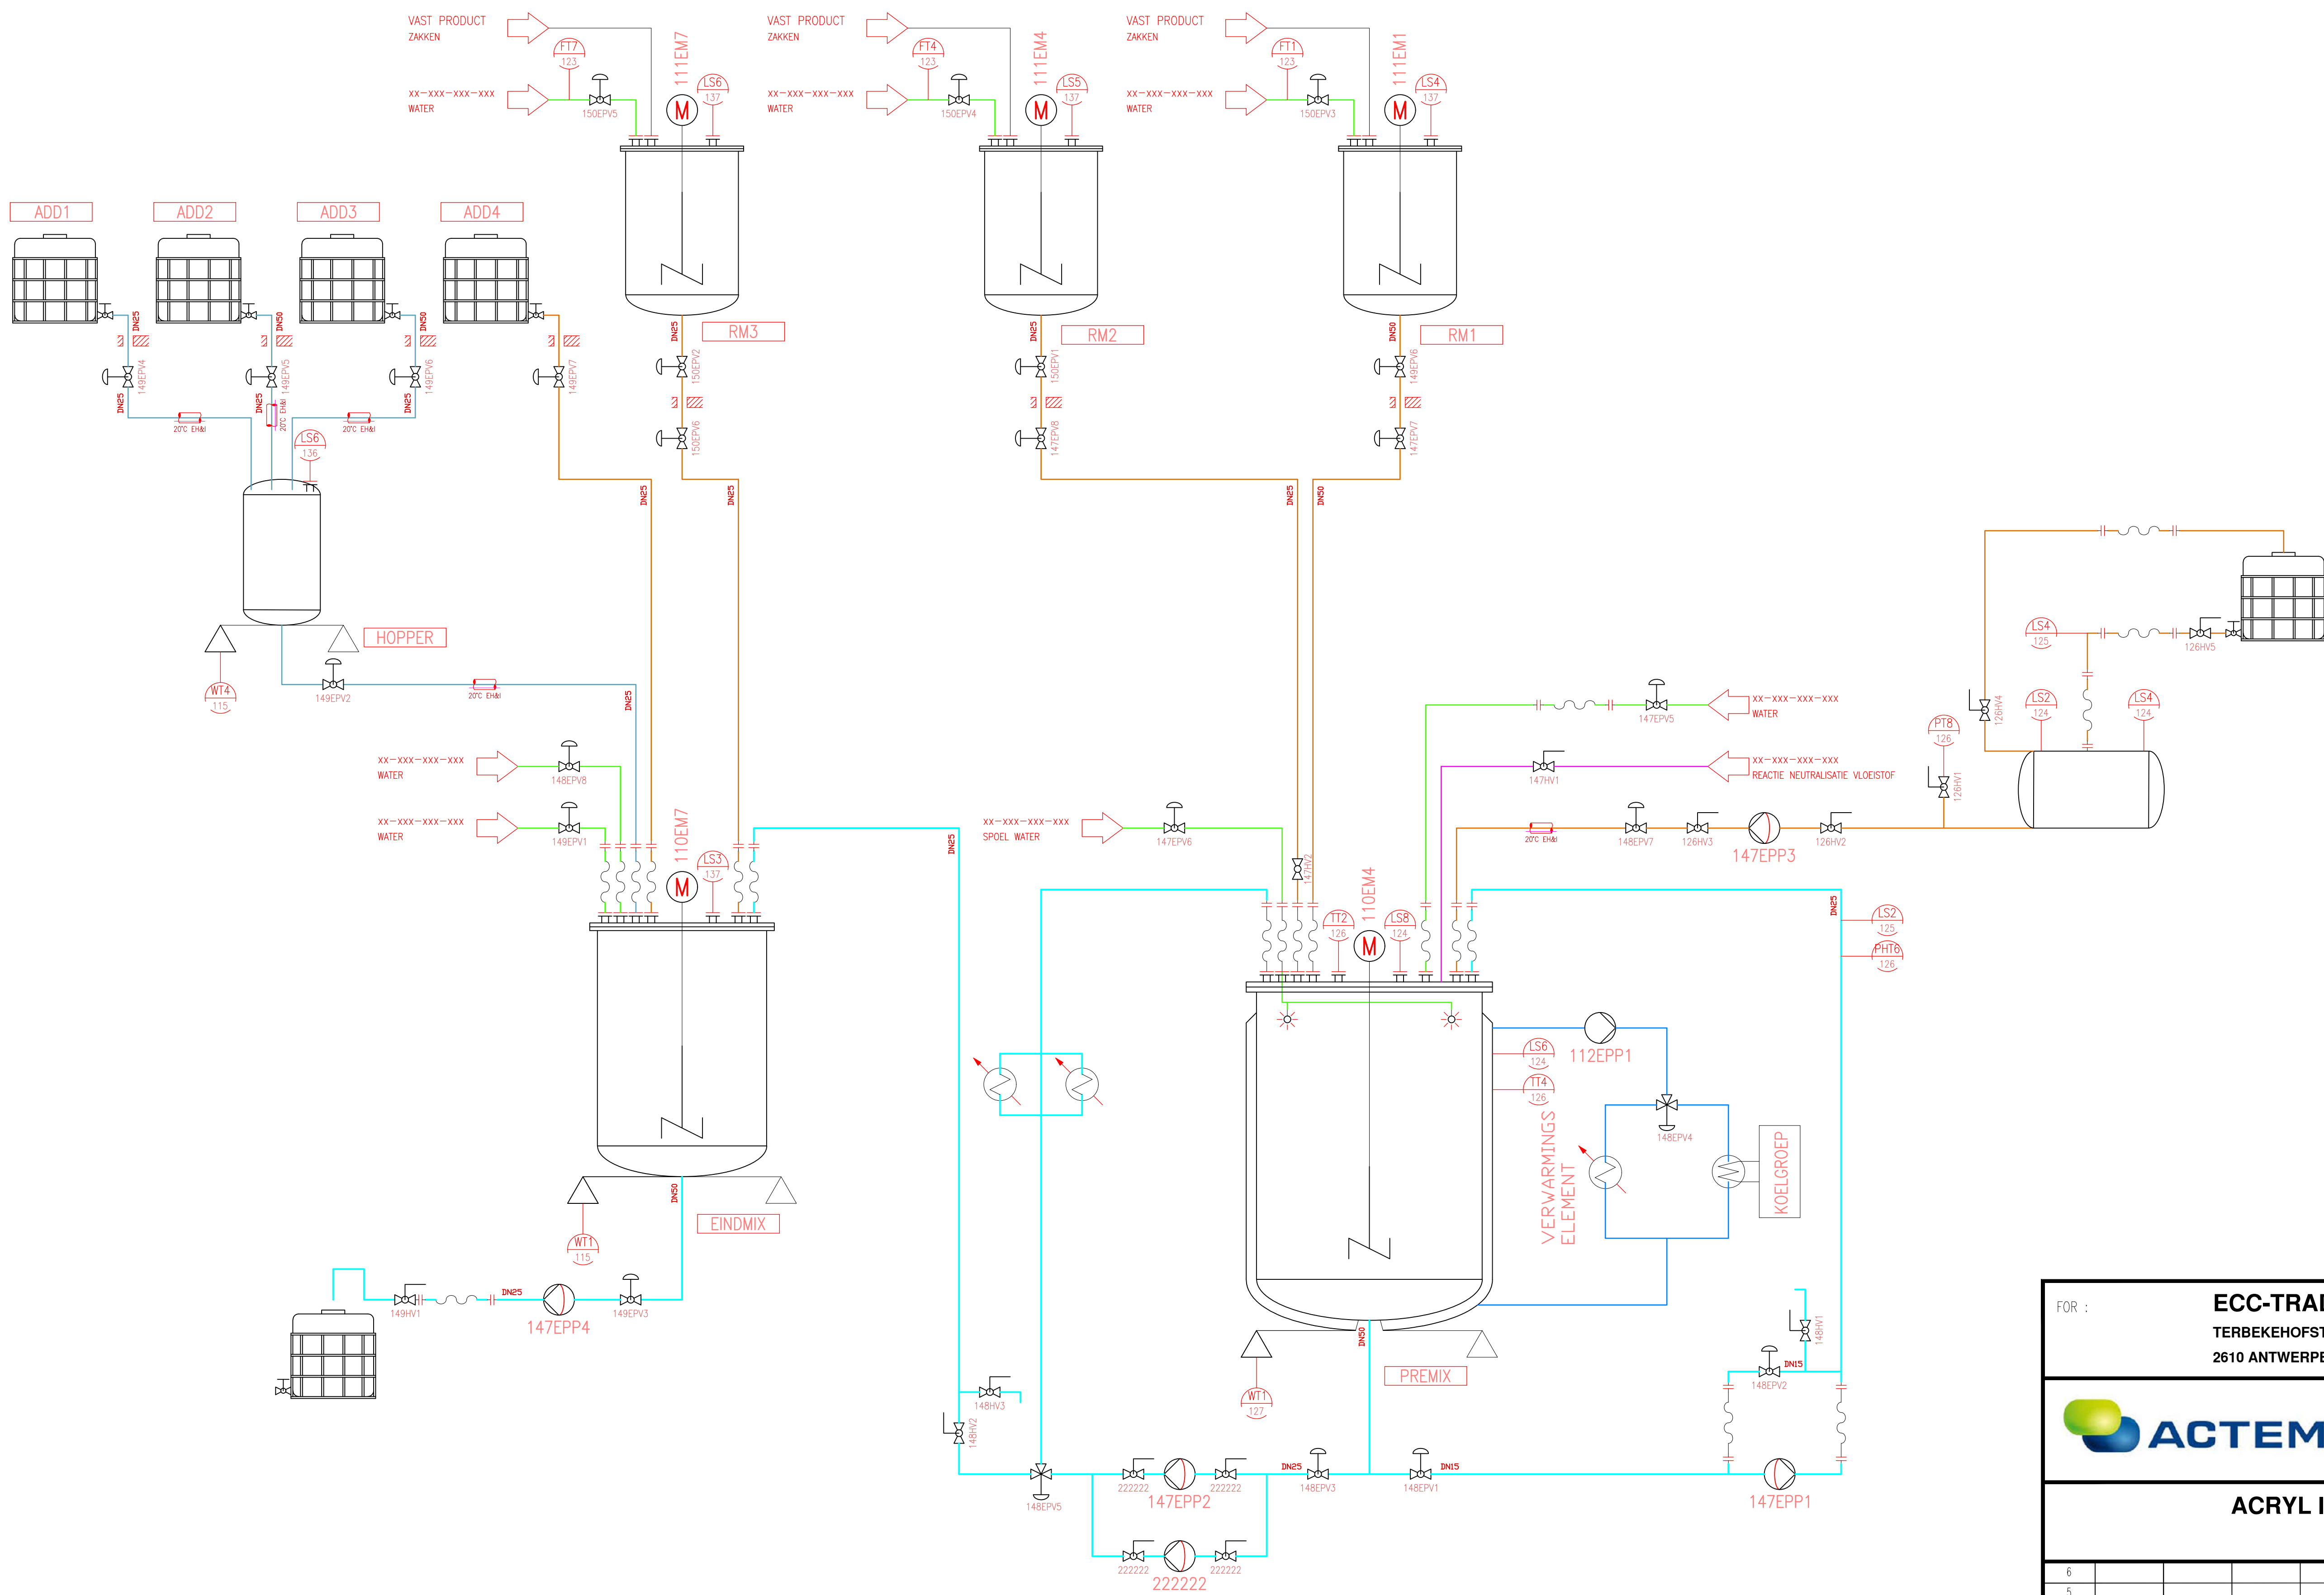 VAST PRODUCT
ZAKKEN
FT7
123
xx-xxx-xxx-xxx
WATER
150EPV5
111EM7
M
LS6
137
VAST PRODUCT
ZAKKEN
FT4
123
xx-xxx-xxx-xxx
WATER
150EPV4
111EM4
M
LS5
137
VAST PRODUCT
ZAKKEN
FT1
123
xx-xxx-xxx-xxx
WATER
150EPV3
111EM1
M
LS4
137
ADD1
ADD2
ADD3
ADD4
DN25
DN50
DN50
149EPV4
149EPV5
149EPV6
149EPV7
DN25
DN25
DN25
20°C EH&I
20°C EH&I
20°C EH&I
LS6
136
HOPPER
WT4
115
149EPV2
20°C EH&I
DN25
DN25
RM3
150EPV2
150EPV6
DN25
DN25
DN25
RM2
150EPV1
147EPV8
DN25
DN50
RM1
149EPV6
147EPV7
DN50
xx-xxx-xxx-xxx
WATER
148EPV8
xx-xxx-xxx-xxx
WATER
149EPV1
110EM7
M
LS3
137
DN25
EINDMIX
DN50
WT1
115
149HV1
DN25
147EPP4
149EPV3
xx-xxx-xxx-xxx
SPOEL WATER
147EPV6
147HV2
TT2
126
110EM4
M
LS8
124
147EPV5
xx-xxx-xxx-xxx
WATER
147HV1
xx-xxx-xxx-xxx
REACTIE NEUTRALISATIE VLOEISTOF
20°C EH&I
148EPV7
126HV3
147EPP3
126HV2
PT8
126
126HV1
126HV4
LS4
125
126HV5
LS2
124
LS4
124
DN25
LS2
125
PHT6
126
LS6
124
TT4
126
112EPP1
148EPV4
VERWARMINGS
ELEMENT
KOELGROEP
DN50
PREMIX
WT1
127
148HV1
DN15
148EPV2
148HV3
148HV2
148EPV5
222222
147EPP2
222222
DN25
148EPV3
148EPV1
DN15
147EPP1
222222
222222
222222
FOR :
ECC-TRA
TERBEKEHOFST
2610 ANTWERPE
ACTEM
ACRYL
6
5